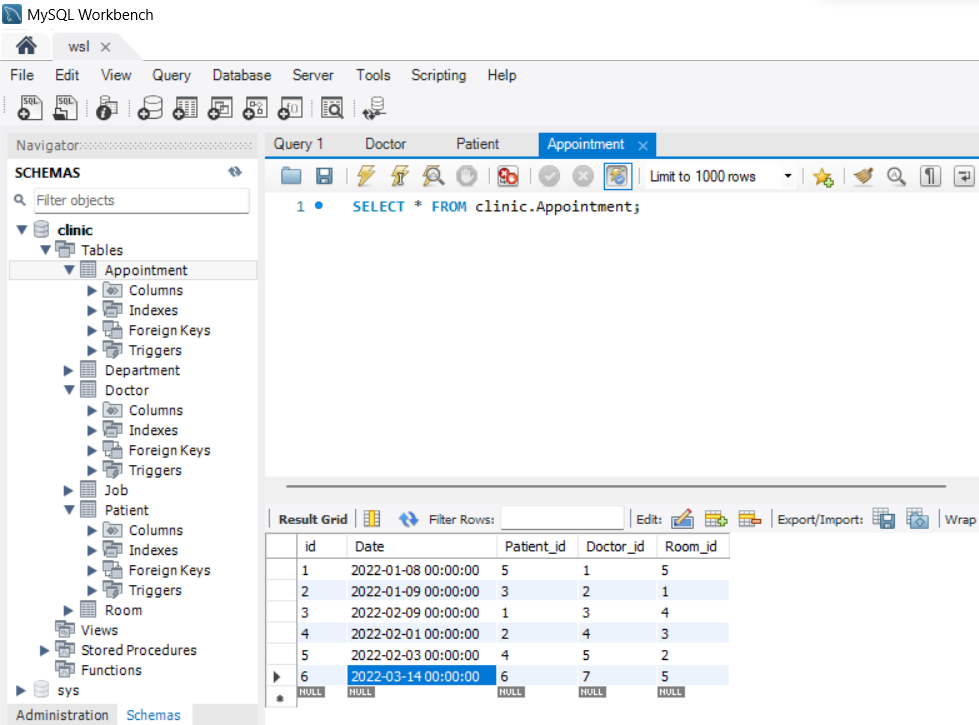 MySQL Workbench
wsl
File Edit View Query Database Server Tools Scripting Help
SQL SQL
Navigator
SCHEMAS
Filter objects
clinic
Tables
Appointment
Columns
Indexes
Foreign Keys
Triggers
Department
Doctor
Columns
Indexes
Foreign Keys
Triggers
Job
Patient
Columns
Indexes
Foreign Keys
Triggers
Room
Views
Stored Procedures
Functions
sys
Administration Schemas
Query 1 Doctor Patient Appointment
Limit to 1000 rows
1 SELECT * FROM clinic.Appointment;
Result Grid Filter Rows: Edit: Export/Import: Wrap
id Date Patient_id Doctor_id Room_id
1 2022-01-08 00:00:00 5 1 5
2 2022-01-09 00:00:00 3 2 1
3 2022-02-09 00:00:00 1 3 4
4 2022-02-01 00:00:00 2 4 3
5 2022-02-03 00:00:00 4 5 2
6 2022-03-14 00:00:00 6 7 5
NULL NULL NULL NULL NULL